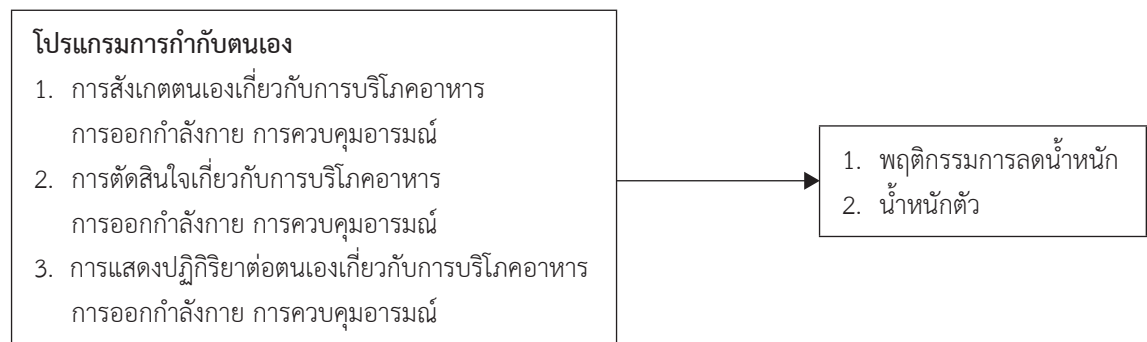 โปรแกรมการกำกับตนเอง
1. การสังเกตตนเองเกี่ยวกับการบริโภคอาหาร
การออกกำลังกาย การควบคุมอารมณ์
2. การตัดสินใจเกี่ยวกับการบริโภคอาหาร
การออกกำลังกาย การควบคุมอารมณ์
3. การแสดงปฏิกิริยาต่อตนเองเกี่ยวกับการบริโภคอาหาร
การออกกำลังกาย การควบคุมอารมณ์
1. พฤติกรรมการลดน้ำหนัก
2. น้ำหนักตัว